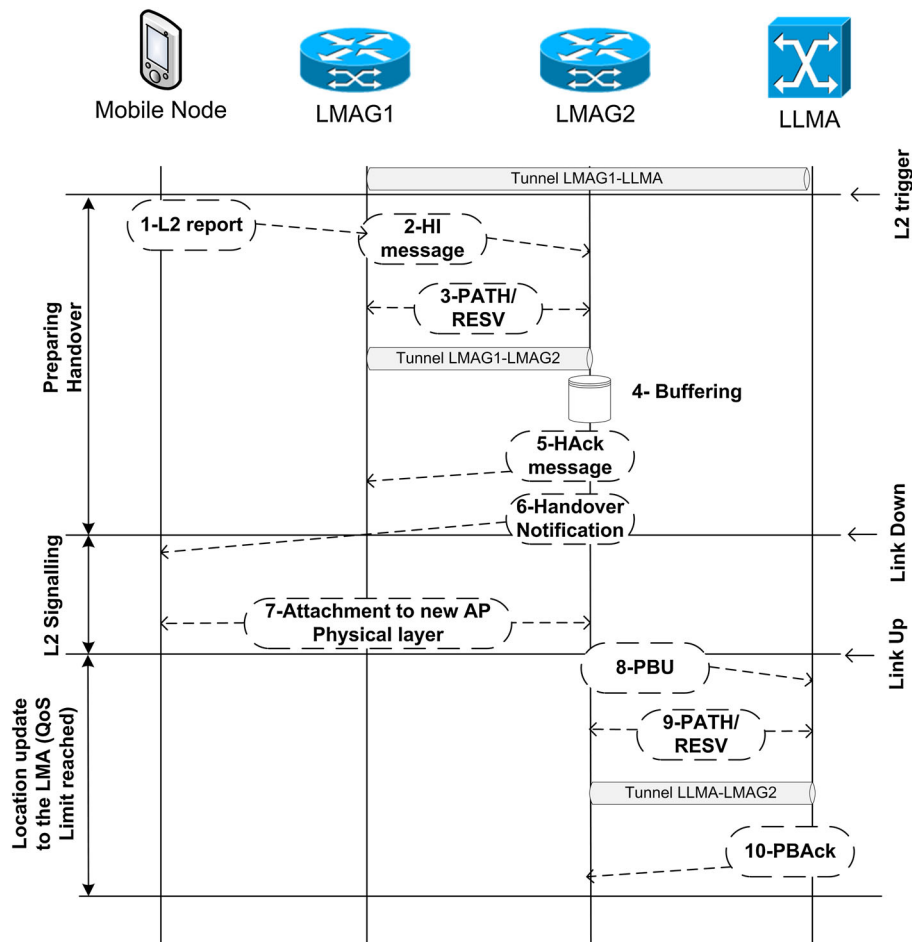 Mobile Node
LMAG1
LMAG2
LLMA
Tunnel LMAG1-LLMA
L2 trigger
1-L2 report
2-HI
message
3-PATH/
RESV
Preparing
Handover
Tunnel LMAG1-LMAG2
4- Buffering
5-HAck
message
6-Handover
Notification
Link Down
L2 Signalling
7-Attachment to new AP
Physical layer
Link Up
8-PBU
9-PATH/
RESV
Location update
to the LMA (QoS
Limit reached)
Tunnel LLMA-LMAG2
10-PBAck